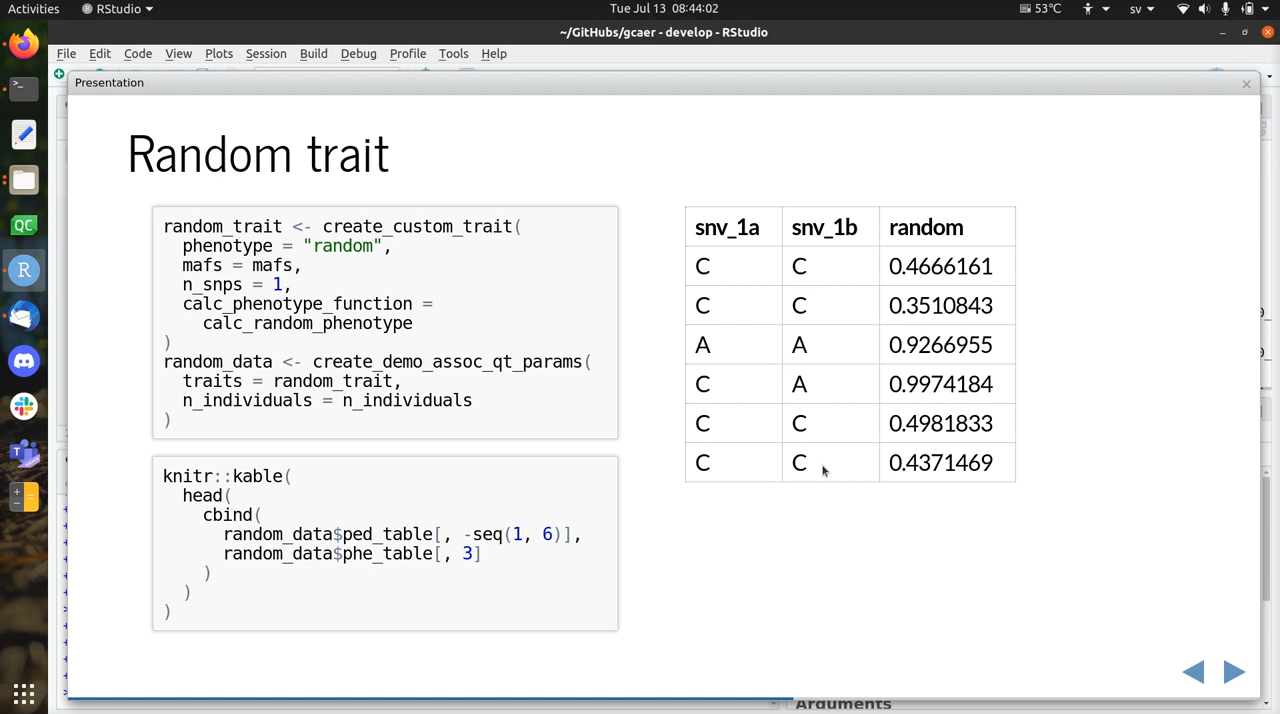 Activities RStudio Tue Jul 13 08:44:02 53°C sv
~/GitHubs/gcaer - develop - RStudio
File Edit Code View Plots Session Build Debug Profile Tools Help
Presentation
Random trait
random_trait <- create_custom_trait(
  phenotype = "random",
  mafs = mafs,
  n_snps = 1,
  calc_phenotype_function =
    calc_random_phenotype
)
random_data <- create_demo_assoc_qt_params(
  traits = random_trait,
  n_individuals = n_individuals
)
knitr::kable(
  head(
    cbind(
      random_data$ped_table[, -seq(1, 6)],
      random_data$phe_table[, 3]
    )
  )
)
snv_1a snv_1b random
C C 0.4666161
C C 0.3510843
A A 0.9266955
C A 0.9974184
C C 0.4981833
C C 0.4371469
QC
R
Arguments